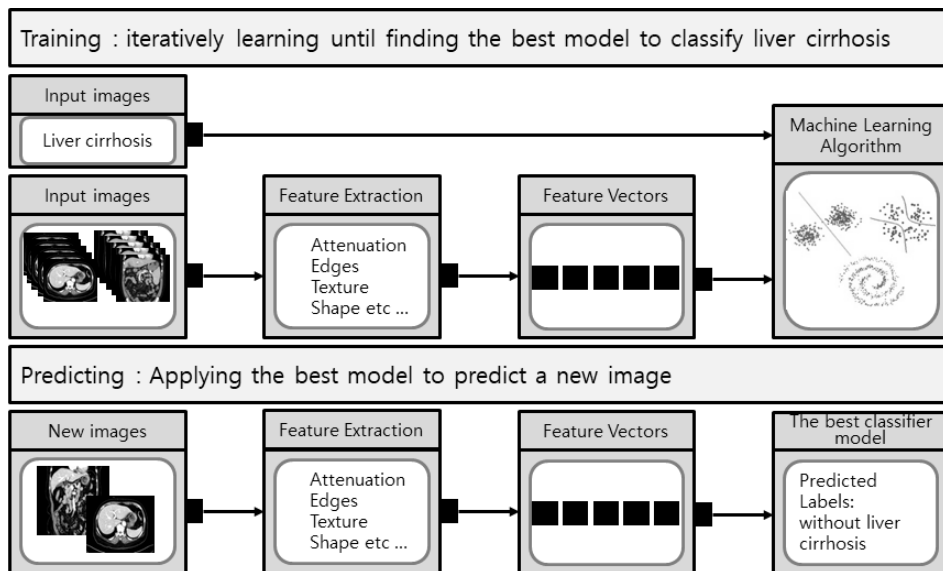 Training : iteratively learning until finding the best model to classify liver cirrhosis
Input images
Liver cirrhosis
Machine Learning
Algorithm
Input images
Feature Extraction
Attenuation
Edges
Texture
Shape etc ...
Feature Vectors
Predicting : Applying the best model to predict a new image
New images
Feature Extraction
Attenuation
Edges
Texture
Shape etc ...
Feature Vectors
The best classifier
model
Predicted
Labels:
without liver
cirrhosis